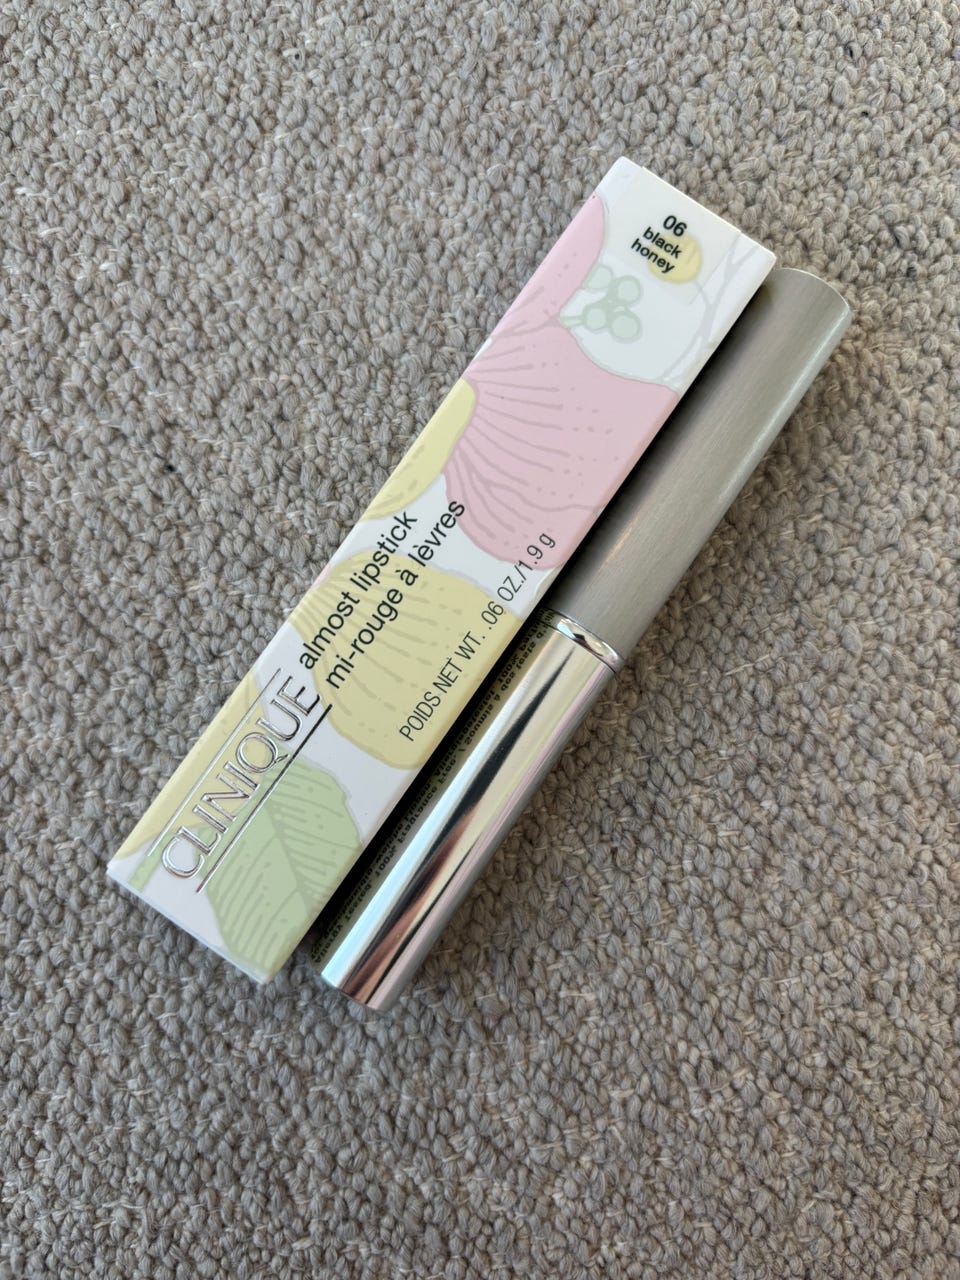 06
black
honey
CLINIQUE
almost lipstick
mi-rouge à lèvres
POIDS NET WT. .06 OZ./1.9 g